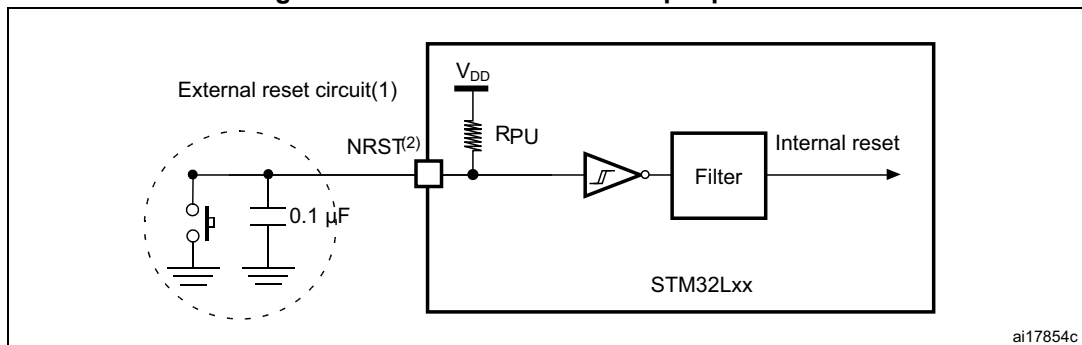 External reset circuit(1)
VDD
NRST(2)
RPU
Internal reset
Filter
0.1 µF
STM32Lxx
ai17854c